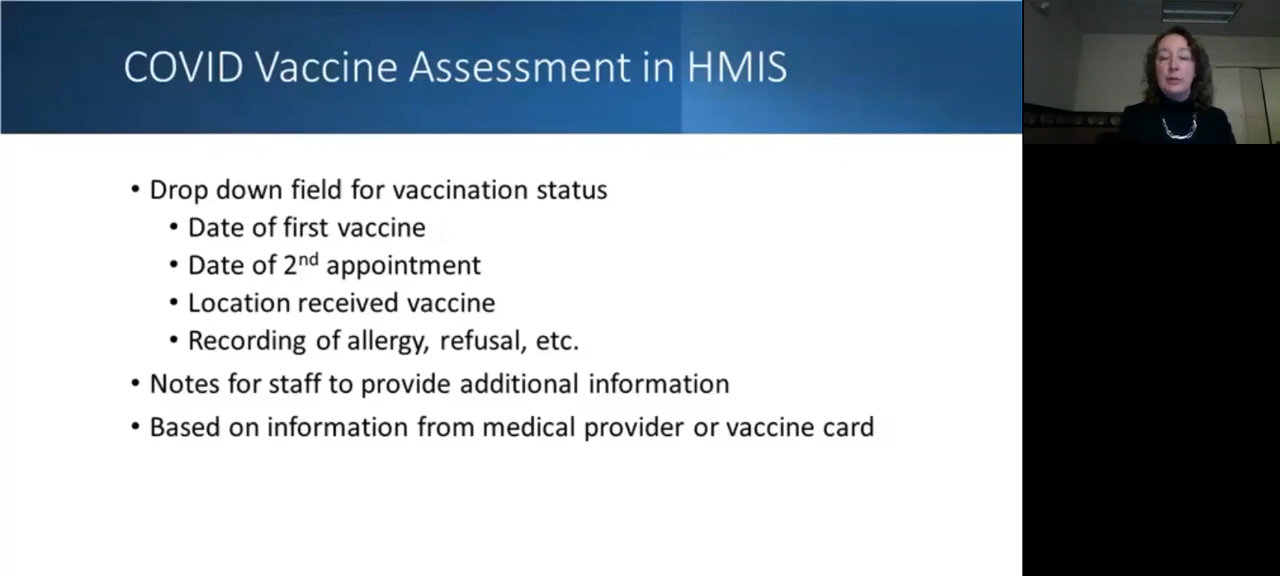 COVID Vaccine Assessment in HMIS
• Drop down field for vaccination status
• Date of first vaccine
• Date of 2nd appointment
• Location received vaccine
• Recording of allergy, refusal, etc.
• Notes for staff to provide additional information
• Based on information from medical provider or vaccine card